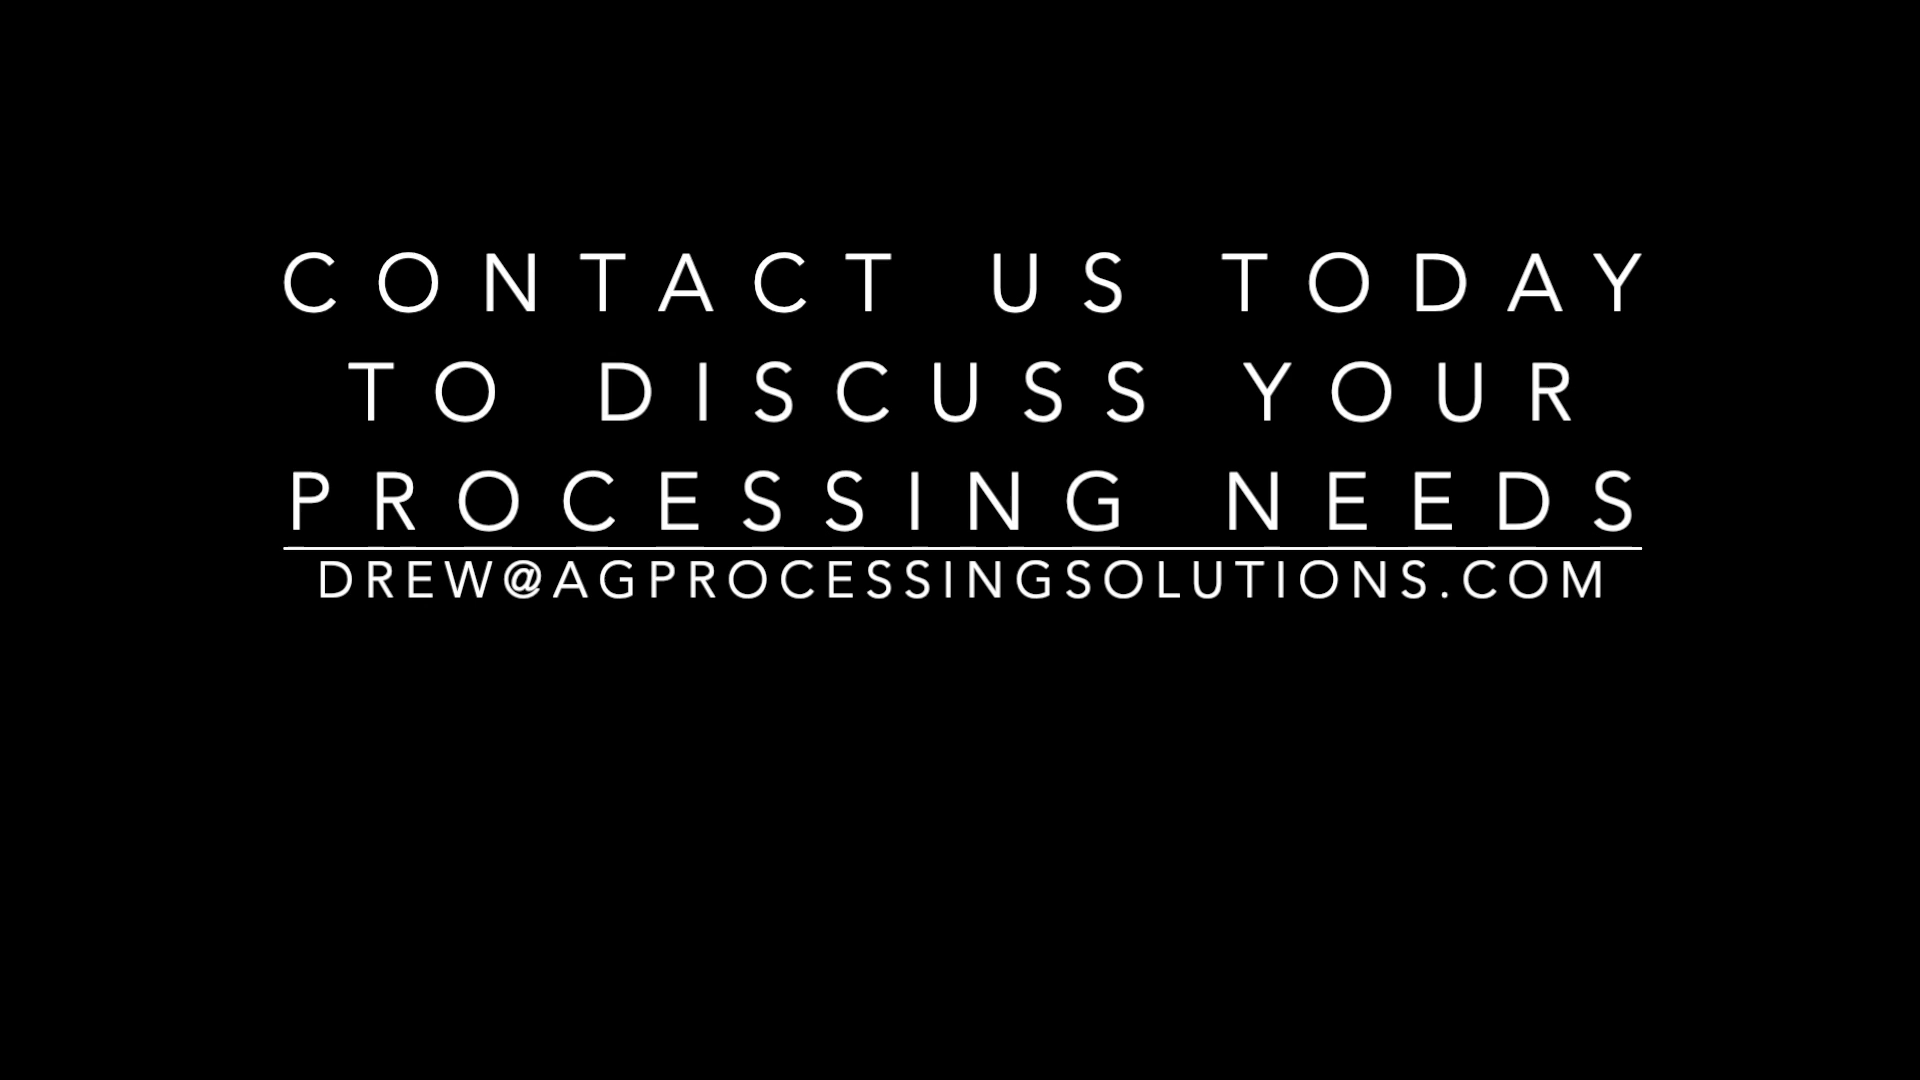 CONTACT US TODAY
TO DISCUSS YOUR
PROCESSING NEEDS
DREW@AGPROCESSINGSOLUTIONS.COM